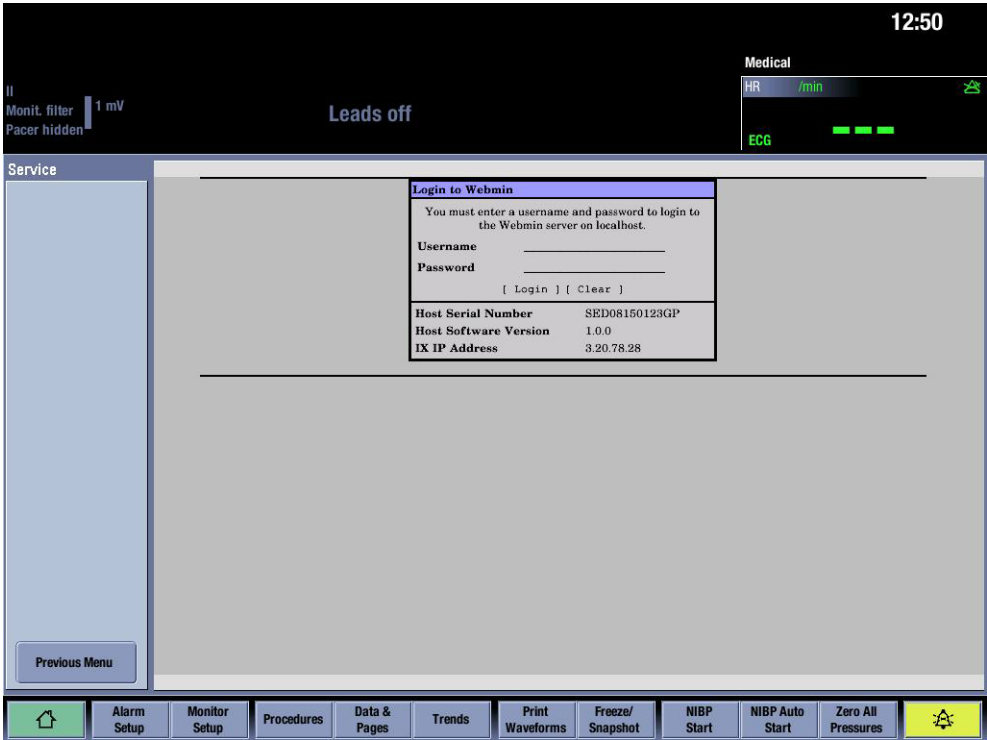 12:50
Medical
HR /min
II
Monit. filter 1 mV
Pacer hidden
Leads off
ECG
Service
Login to Webmin
You must enter a username and password to login to
the Webmin server on localhost.
Username
Password
[ Login ] [ Clear ]
Host Serial Number SED08150123GP
Host Software Version 1.0.0
IX IP Address 3.20.78.28
Previous Menu
Alarm
Setup
Monitor
Setup
Procedures
Data &
Pages
Trends
Print
Waveforms
Freeze/
Snapshot
NIBP
Start
NIBP Auto
Start
Zero All
Pressures